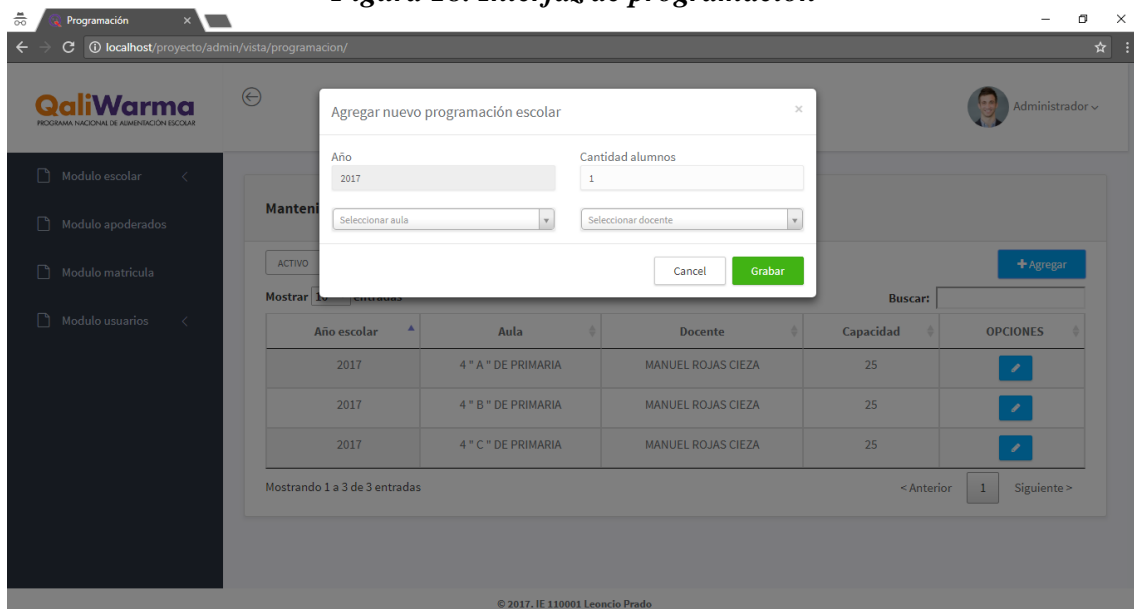 Programación
localhost/proyecto/admin/vista/programacion/
QaliWarma
PROGRAMA NACIONAL DE ALIMENTACIÓN ESCOLAR
Administrador
Agregar nuevo programación escolar
×
Año
Cantidad alumnos
2017
1
Seleccionar aula
Seleccionar docente
Cancel
Grabar
Modulo escolar
Modulo apoderados
Modulo matricula
Modulo usuarios
ACTIVO
+ Agregar
Mostrar
Buscar:
Año escolar Aula Docente Capacidad OPCIONES
2017 4 " A " DE PRIMARIA MANUEL ROJAS CIEZA 25
2017 4 " B " DE PRIMARIA MANUEL ROJAS CIEZA 25
2017 4 " C " DE PRIMARIA MANUEL ROJAS CIEZA 25
Mostrando 1 a 3 de 3 entradas
< Anterior 1 Siguiente >
© 2017. IE 110001 Leoncio Prado